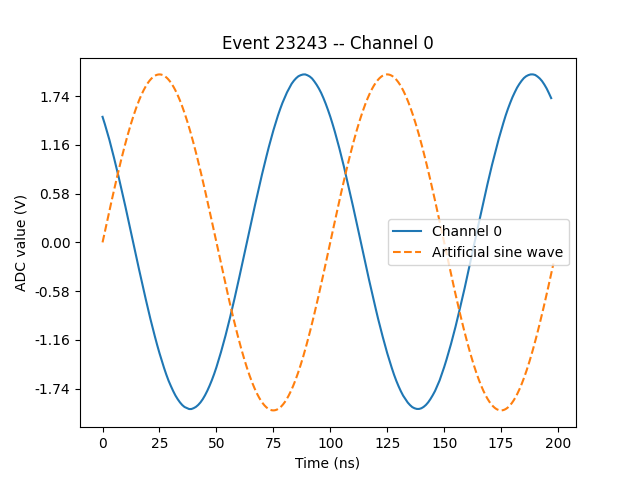 Event 23243 -- Channel 0
ADC value (V)
1.74
1.16
0.58
0.00
-0.58
-1.16
-1.74
Channel 0
Artificial sine wave
0 25 50 75 100 125 150 175 200
Time (ns)